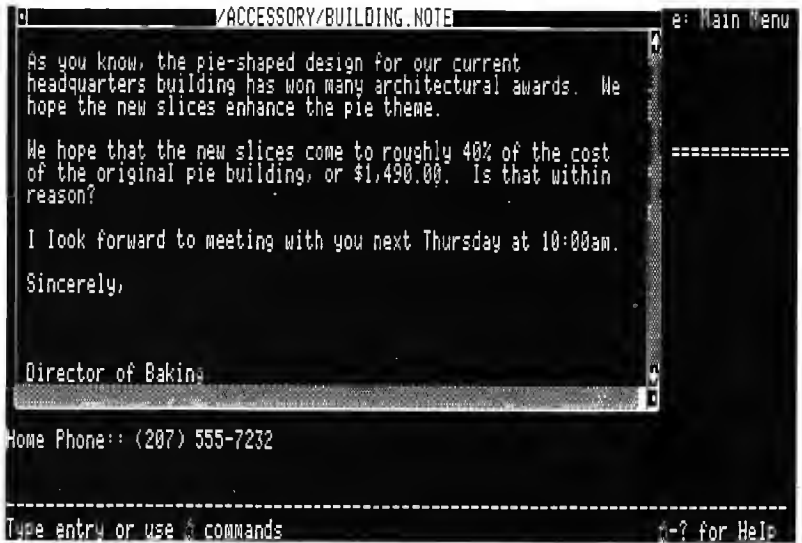 /ACCESSORY/BUILDING.NOTE
e: Main Menu
As you know, the pie-shaped design for our current
headquarters building has won many architectural awards.  We
hope the new slices enhance the pie theme.
We hope that the new slices come to roughly 40% of the cost
of the original pie building, or $1,490.00.  Is that within
reason?
============
I look forward to meeting with you next Thursday at 10:00am.
Sincerely,
Director of Baking
Home Phone:: (207) 555-7232
------------------------------------------------------------------------------
Type entry or use commands
-? for Help